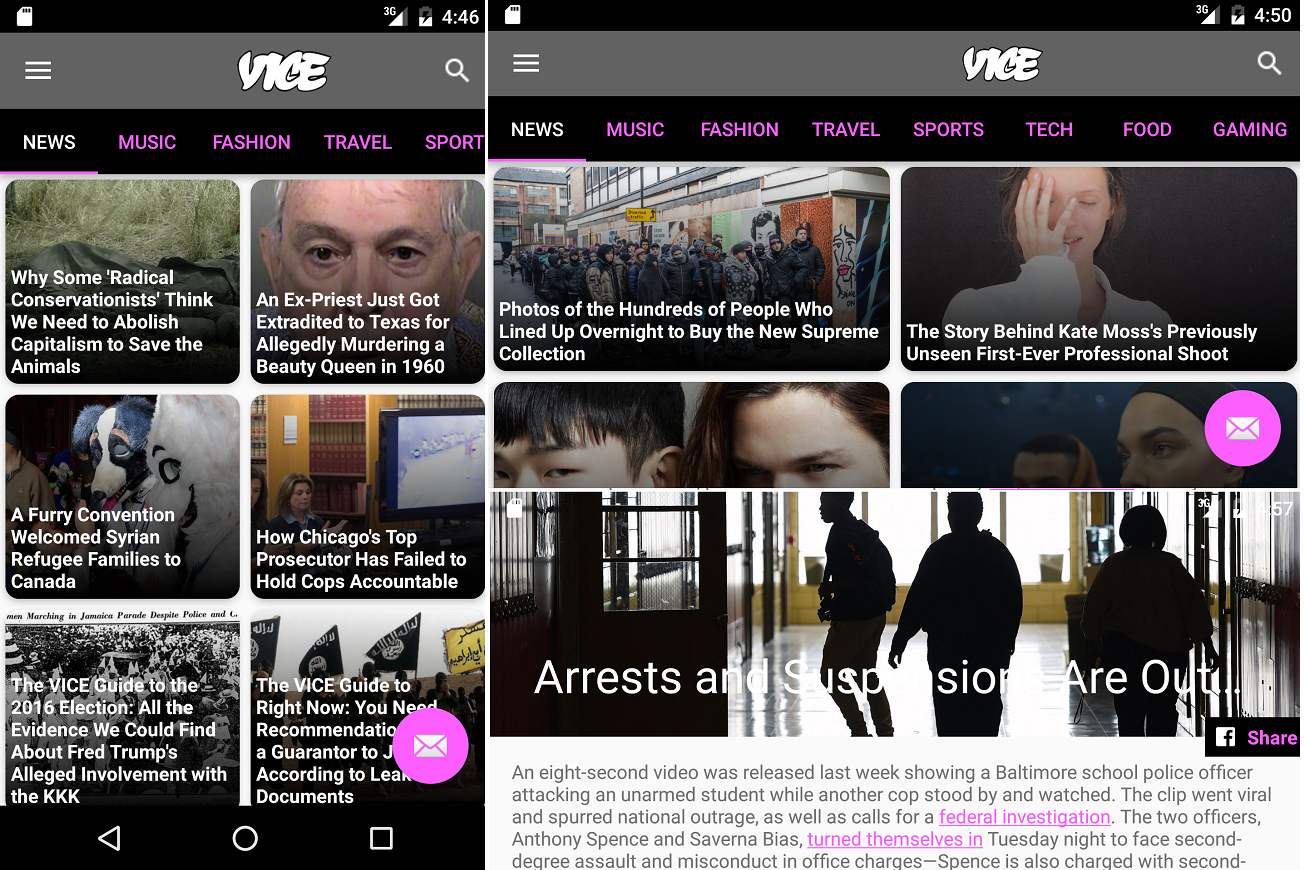 3G 4:46
VICE
NEWS MUSIC FASHION TRAVEL SPORT
Why Some 'Radical
Conservationists' Think
We Need to Abolish
Capitalism to Save the
Animals
An Ex-Priest Just Got
Extradited to Texas for
Allegedly Murdering a
Beauty Queen in 1960
A Furry Convention
Welcomed Syrian
Refugee Families to
Canada
How Chicago's Top
Prosecutor Has Failed to
Hold Cops Accountable
men Marching in Jamaica Parade Despite Police and C
The VICE Guide to the
2016 Election: All the
Evidence We Could Find
About Fred Trump's
Alleged Involvement with
the KKK
The VICE Guide to
Right Now: You Need
Recommendatio
a Guarantor to J
According to Leak
Documents
3G 4:50
VICE
NEWS MUSIC FASHION TRAVEL SPORTS TECH FOOD GAMING
Photos of the Hundreds of People Who
Lined Up Overnight to Buy the New Supreme
Collection
The Story Behind Kate Moss's Previously
Unseen First-Ever Professional Shoot
3G 4:57
Arrests and Suspensions Are Out...
Share
An eight-second video was released last week showing a Baltimore school police officer
attacking an unarmed student while another cop stood by and watched. The clip went viral
and spurred national outrage, as well as calls for a federal investigation. The two officers,
Anthony Spence and Saverna Bias, turned themselves in Tuesday night to face second-
degree assault and misconduct in office charges—Spence is also charged with second-